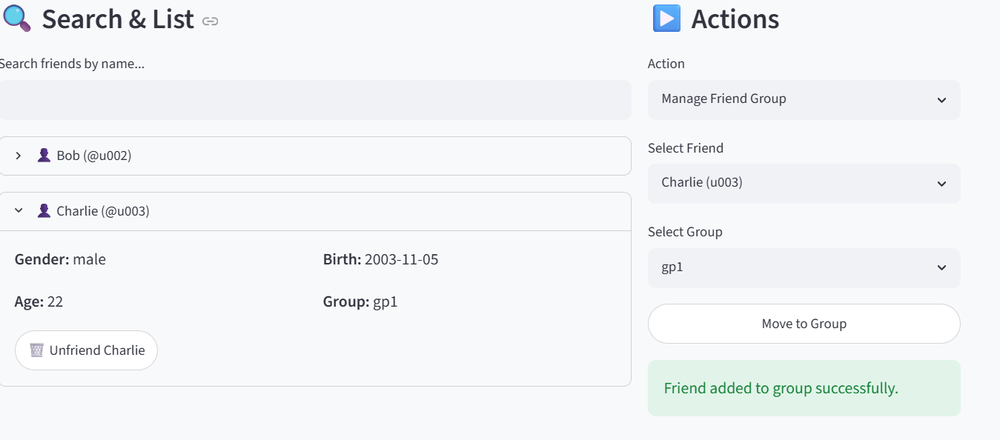 Search & List
Search friends by name...
Bob (@u002)
Charlie (@u003)
Gender: male
Birth: 2003-11-05
Age: 22
Group: gp1
Unfriend Charlie
Actions
Action
Manage Friend Group
Select Friend
Charlie (u003)
Select Group
gp1
Move to Group
Friend added to group successfully.